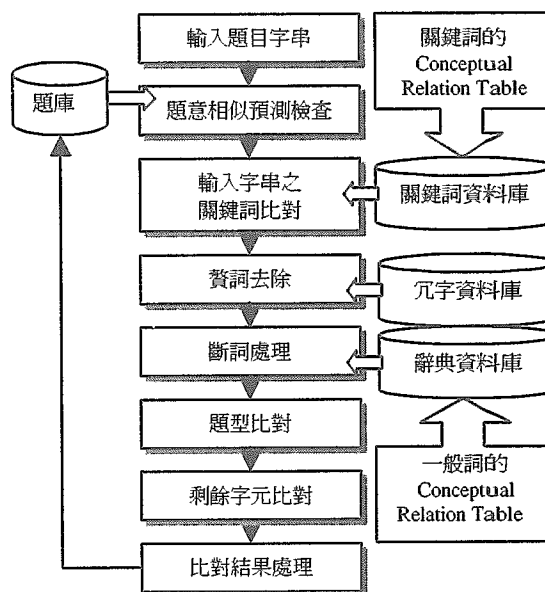 輸入題目字串
關鍵詞的
Conceptual
Relation Table
題庫
題意相似預測檢查
輸入字串之
關鍵詞比對
關鍵詞資料庫
贅詞去除
冗字資料庫
斷詞處理
辭典資料庫
題型比對
一般詞的
Conceptual
Relation Table
剩餘字元比對
比對結果處理